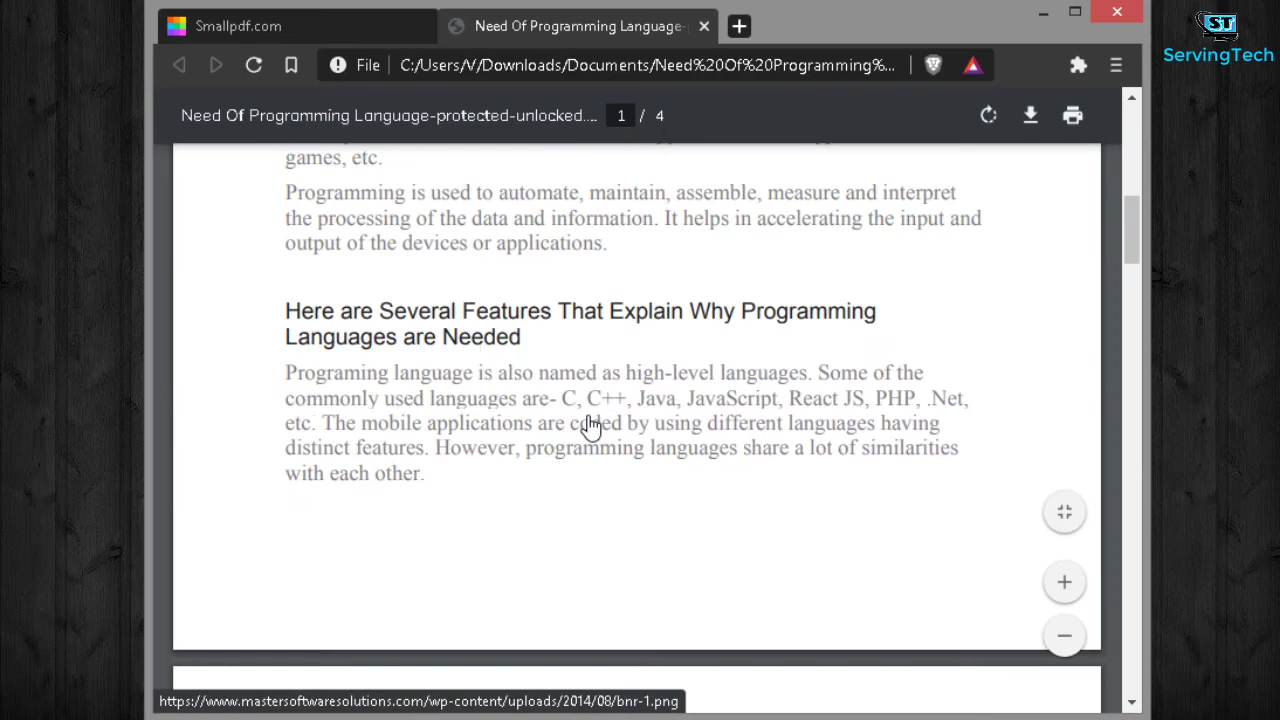 Smallpdf.com
Need Of Programming Language-
ST
ServingTech
File
C:/Users/V/Downloads/Documents/Need%20Of%20Programming%...
Need Of Programming Language-protected-unlocked....
1 / 4
games, etc.
Programming is used to automate, maintain, assemble, measure and interpret
the processing of the data and information. It helps in accelerating the input and
output of the devices or applications.
Here are Several Features That Explain Why Programming
Languages are Needed
Programing language is also named as high-level languages. Some of the
commonly used languages are- C, C++, Java, JavaScript, React JS, PHP, .Net,
etc. The mobile applications are coded by using different languages having
distinct features. However, programming languages share a lot of similarities
with each other.
https://www.mastersoftwaresolutions.com/wp-content/uploads/2014/08/bnr-1.png